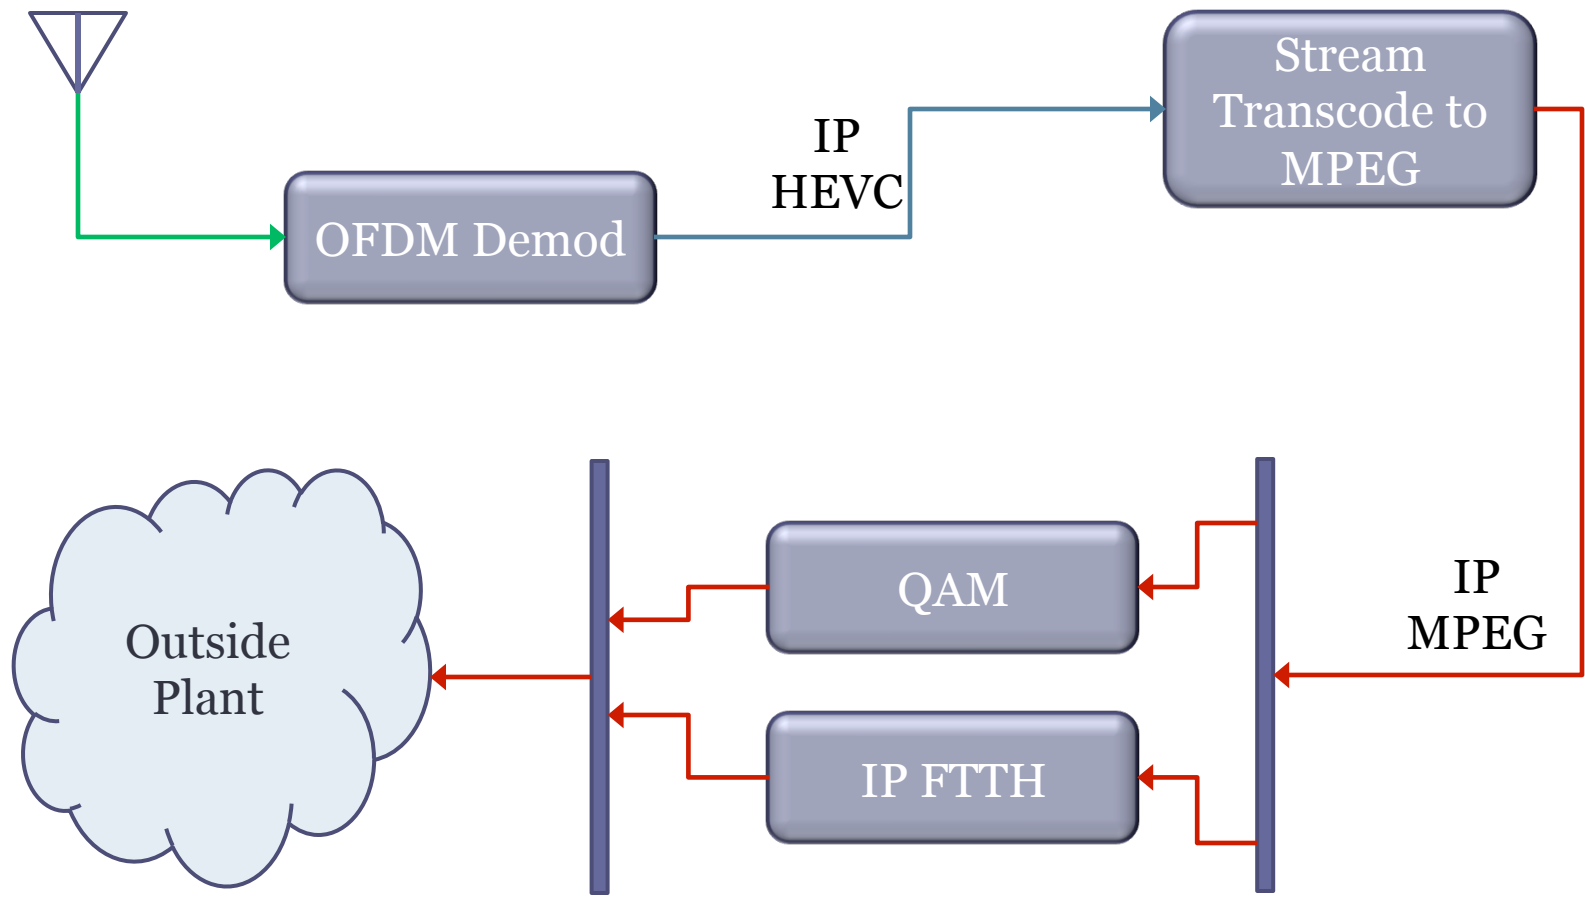 IP
HEVC
Stream
Transcode to
MPEG
OFDM Demod
QAM
IP
MPEG
Outside
Plant
IP FTTH